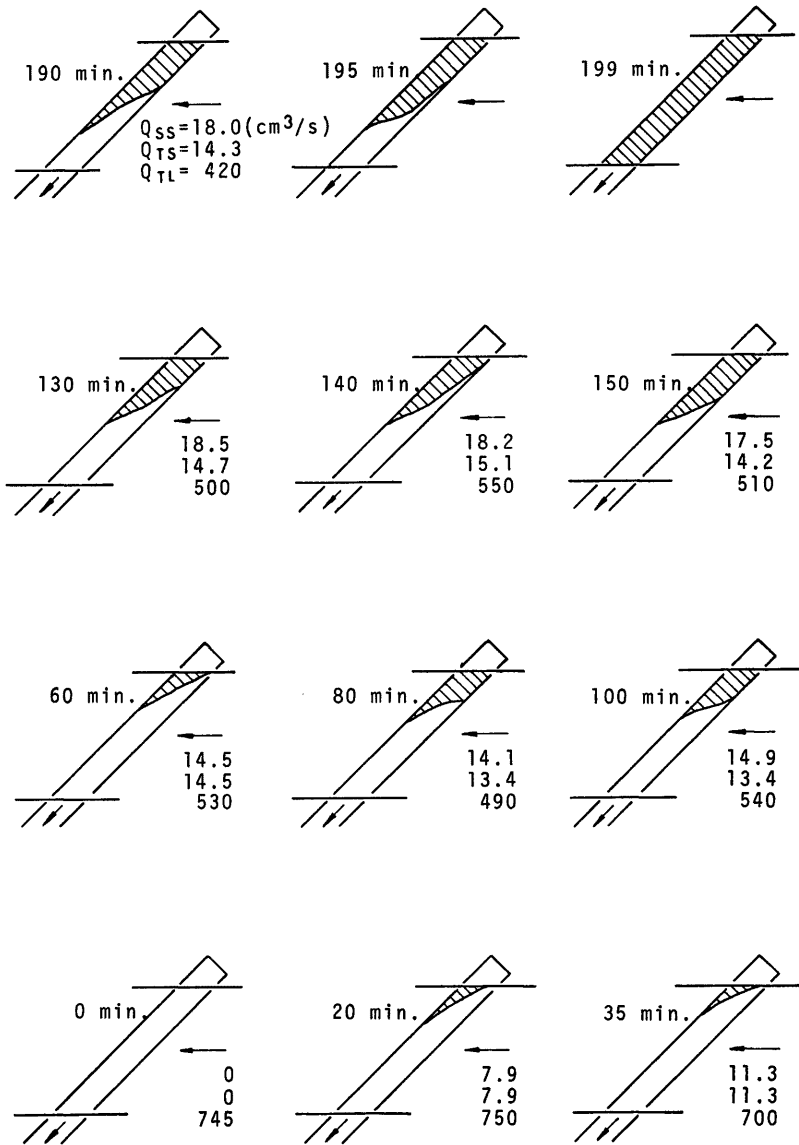 190 min.
Q_SS=18.0(cm³/s)
Q_TS=14.3
Q_TL= 420
195 min.
199 min.
130 min.
18.5
14.7
500
140 min.
18.2
15.1
550
150 min.
17.5
14.2
510
60 min.
14.5
14.5
530
80 min.
14.1
13.4
490
100 min.
14.9
13.4
540
0 min.
0
0
745
20 min.
7.9
7.9
750
35 min.
11.3
11.3
700